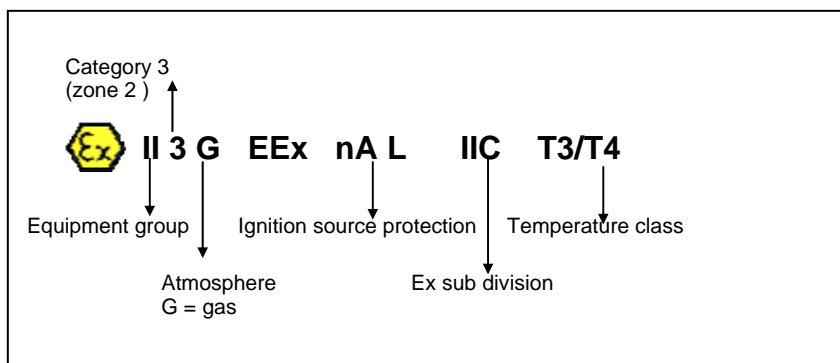 Category 3
(zone 2 )
Ex II 3 G EEx nA L IIC T3/T4
Equipment group Ignition source protection Temperature class
Atmosphere Ex sub division
G = gas